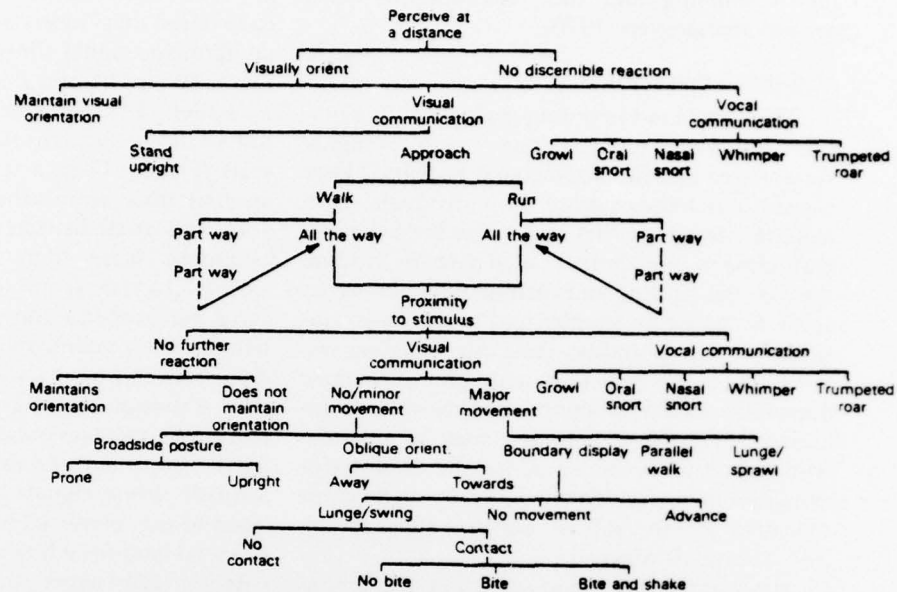 Perceive at
a distance
Visually orient
No discernible reaction
Maintain visual
orientation
Visual
communication
Vocal
communication
Stand
upright
Approach
Growl
Oral
snort
Nasal
snort
Whimper
Trumpeted
roar
Walk
Run
Part way
All the way
All the way
Part way
Part way
Part way
Proximity
to stimulus
No further
reaction
Visual
communication
Vocal communication
Maintains
orientation
Does not
maintain
orientation
No/minor
movement
Major
movement
Growl
Oral
snort
Nasal
snort
Whimper
Trumpeted
roar
Broadside posture
Oblique orient.
Boundary display
Parallel
walk
Lunge/
sprawl
Prone
Upright
Away
Towards
Lunge/swing
No movement
Advance
No
contact
Contact
No bite
Bite
Bite and shake